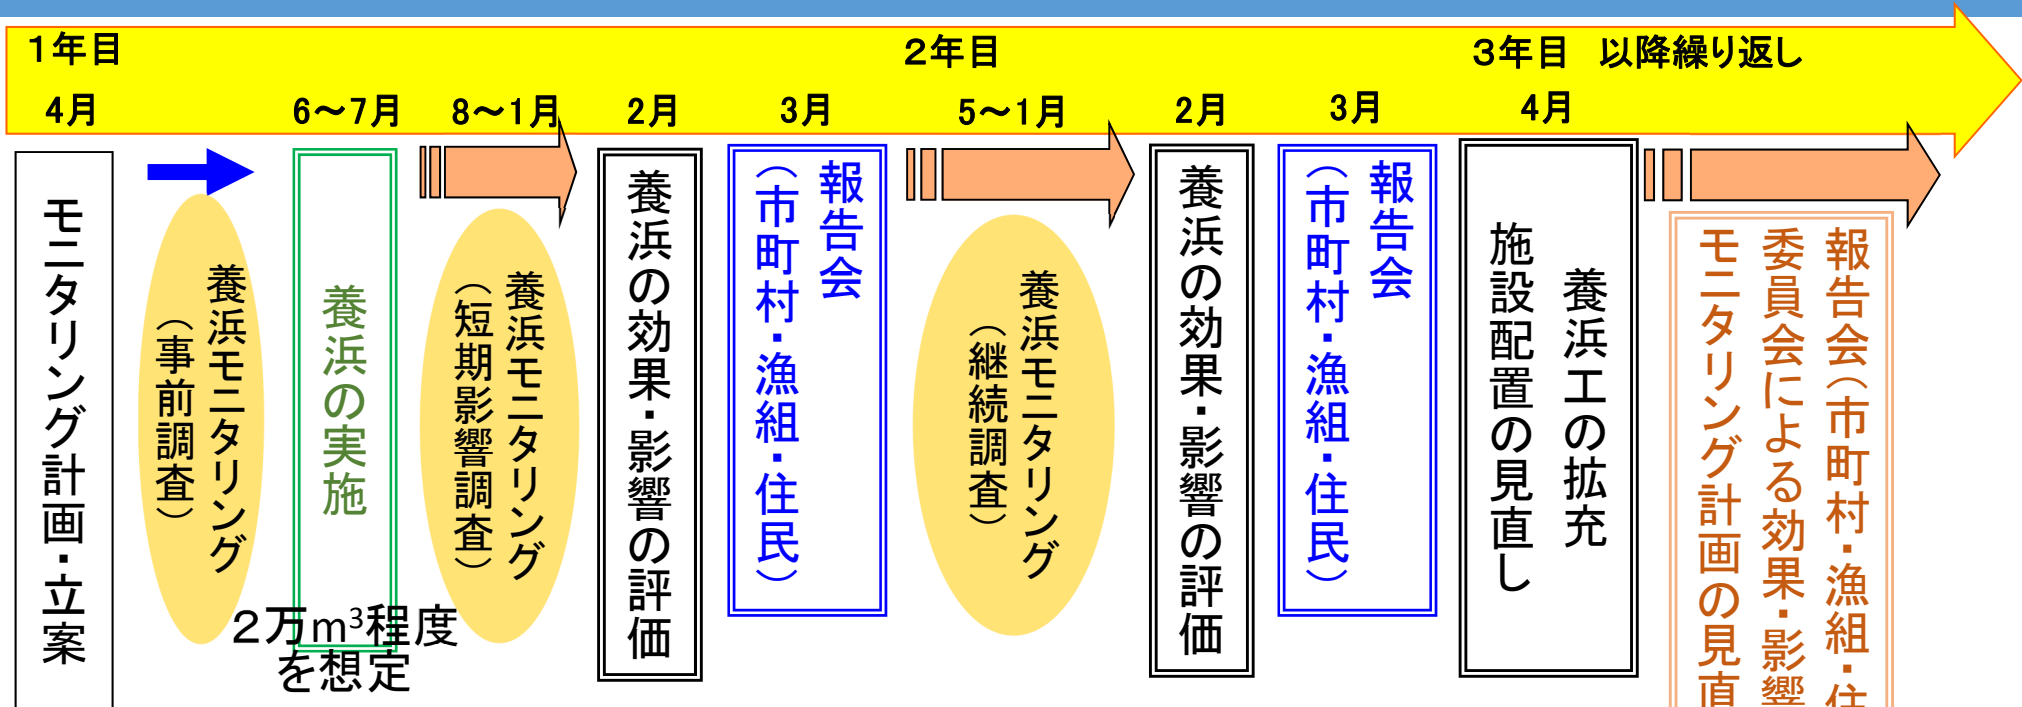 1年目
2年目
3年目　以降繰り返し
4月
6～7月
8～1月
2月
3月
5～1月
2月
3月
4月
モニタリング計画・立案
養浜モニタリング
（事前調査）
養浜の実施
2万m³程度
を想定
養浜モニタリング
（短期影響調査）
養浜の効果・影響の評価
報告会
（市町村・漁組・住民）
養浜モニタリング
（継続調査）
養浜の効果・影響の評価
報告会
（市町村・漁組・住民）
養浜工の拡充
施設配置の見直し
報告会（市町村・漁組・住
委員会による効果・影響
モニタリング計画の見直